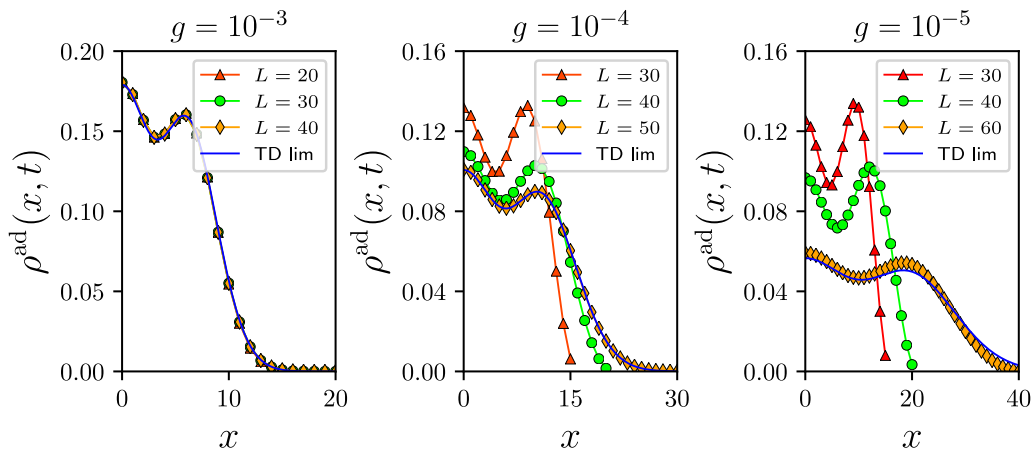 g = 10⁻³
0.20
0.15
0.10
0.05
0.00
ρᵃᵈ(x, t)
L = 20
L = 30
L = 40
TD lim
0 10 20
x
g = 10⁻⁴
0.16
0.12
0.08
0.04
0.00
ρᵃᵈ(x, t)
L = 30
L = 40
L = 50
TD lim
0 15 30
x
g = 10⁻⁵
0.16
0.12
0.08
0.04
0.00
ρᵃᵈ(x, t)
L = 30
L = 40
L = 60
TD lim
0 20 40
x